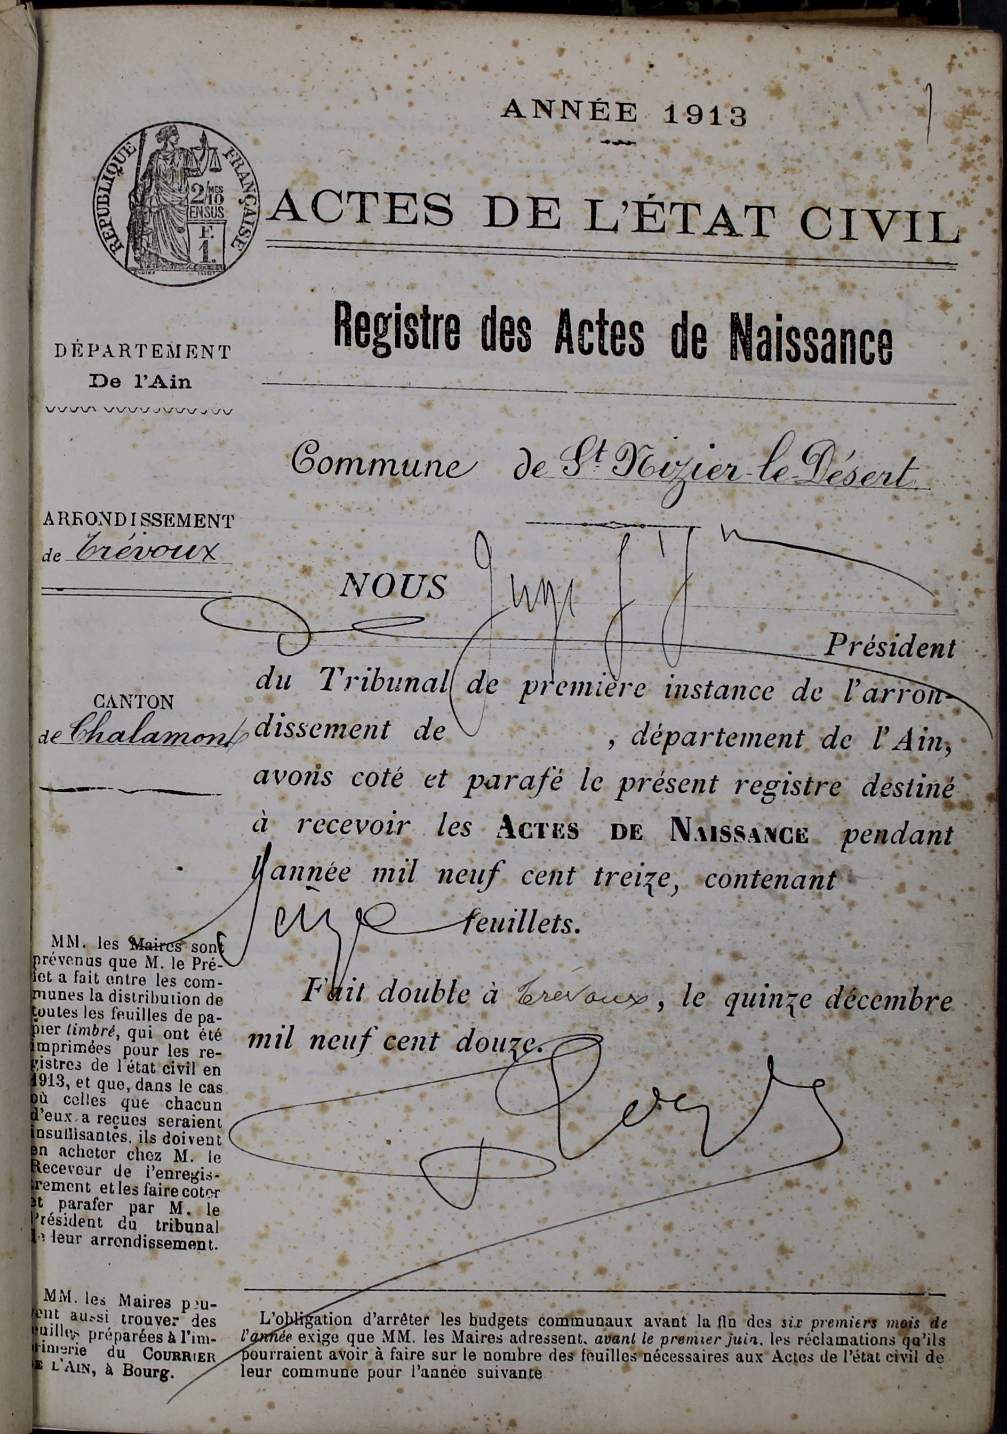 ANNÉE 1913
1
RÉPUBLIQUE FRANÇAISE
2/10MES
EN SUS
F.
1.
ACTES DE L'ÉTAT CIVIL
Registre des Actes de Naissance
DÉPARTEMENT
De l'Ain
Commune de St Nizier-le-Désert
ARRONDISSEMENT
de Trévoux
CANTON
de Chalamont
NOUS Juge
Président
du Tribunal de première instance de l'arron-
dissement de , département de l'Ain,
avons coté et parafé le présent registre destiné
à recevoir les ACTES DE NAISSANCE pendant
l'année mil neuf cent treize, contenant
seize feuillets.
Fait double à Trévoux, le quinze décembre
mil neuf cent douze.
MM. les Maires sont
prévenus que M. le Pré-
fet a fait entre les com-
munes la distribution de
toutes les feuilles de pa-
pier timbré, qui ont été
imprimées pour les re-
gistres de l'état civil en
1913, et que, dans le cas
où celles que chacun
d'eux a reçues seraient
insuffisantes, ils doivent
en acheter chez M. le
Receveur de l'enregis-
trement et les faire coter
et parafer par M. le
Président du tribunal
de leur arrondissement.
MM. les Maires peu-
vent aussi trouver des
feuilles préparées à l'im-
primerie du COURRIER
DE L'AIN, à Bourg.
L'obligation d'arrêter les budgets communaux avant la fin des six premiers mois de
l'année exige que MM. les Maires adressent, avant le premier juin, les réclamations qu'ils
pourraient avoir à faire sur le nombre des feuilles nécessaires aux Actes de l'état civil de
leur commune pour l'année suivante